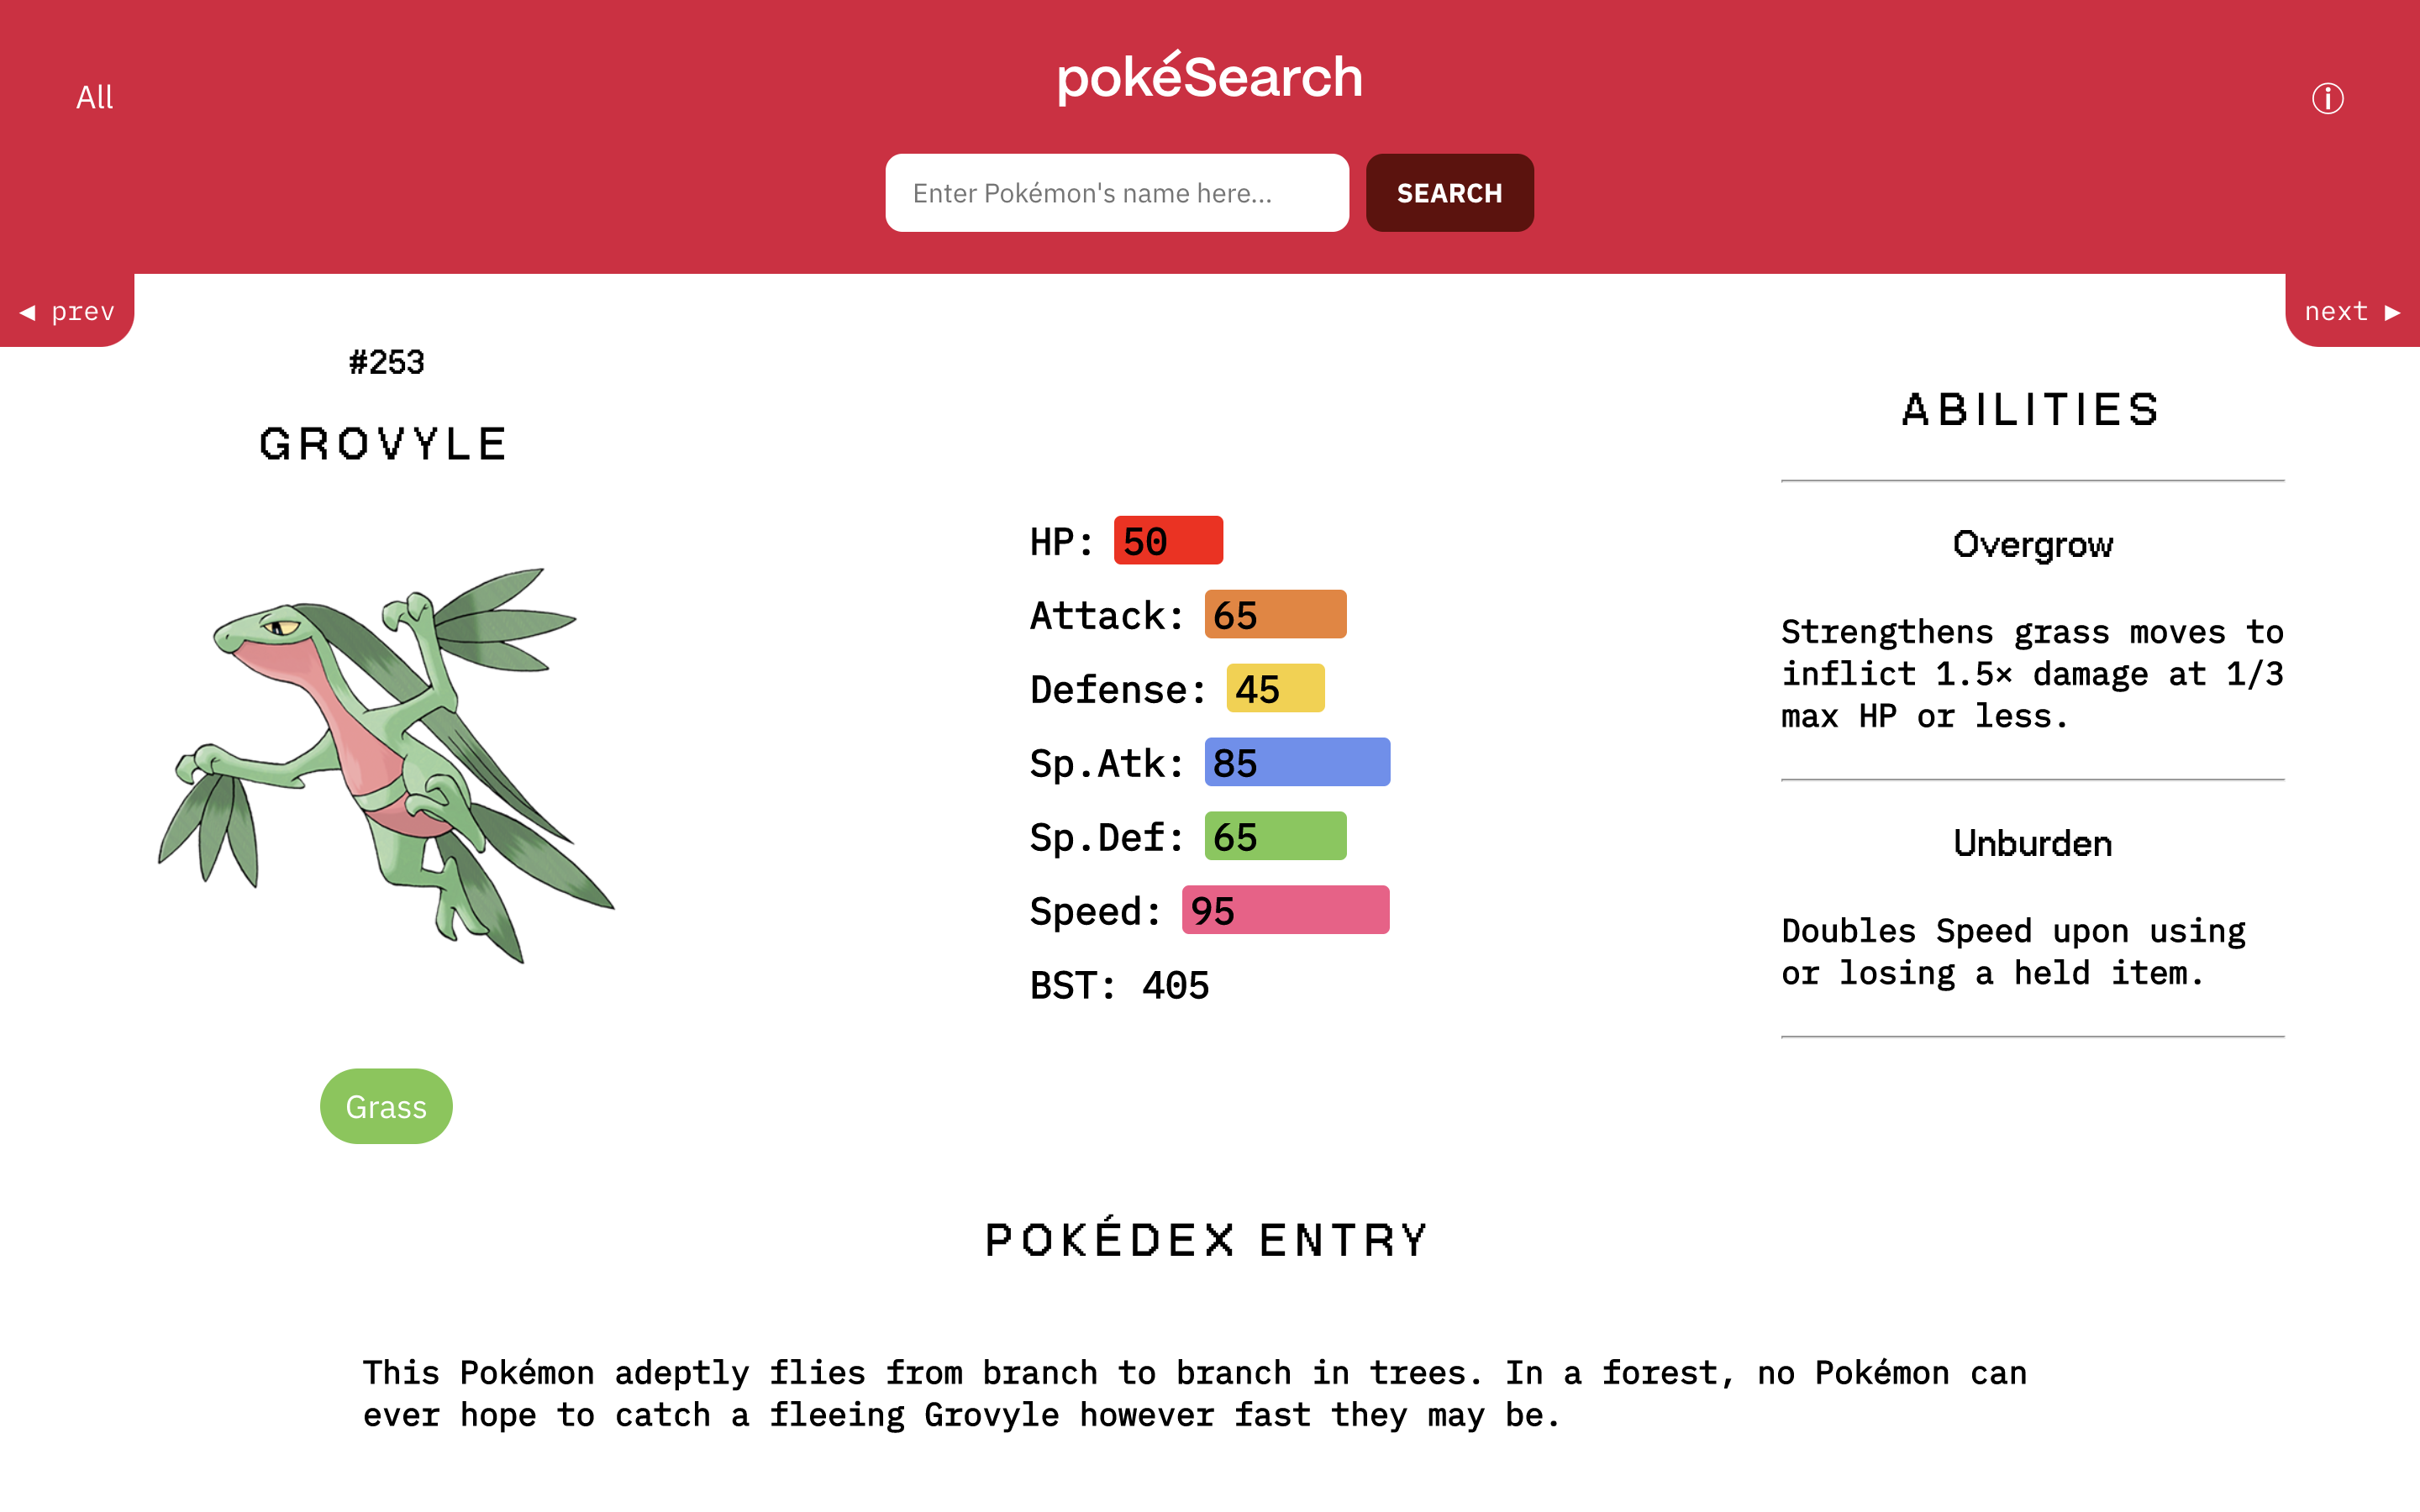 All
pokéSearch
ⓘ
Enter Pokémon's name here...
SEARCH
◀ prev
next ▶
#253
GROVYLE
Grass
HP: 50
Attack: 65
Defense: 45
Sp.Atk: 85
Sp.Def: 65
Speed: 95
BST: 405
ABILITIES
Overgrow
Strengthens grass moves to
inflict 1.5× damage at 1/3
max HP or less.
Unburden
Doubles Speed upon using
or losing a held item.
POKÉDEX ENTRY
This Pokémon adeptly flies from branch to branch in trees. In a forest, no Pokémon can
ever hope to catch a fleeing Grovyle however fast they may be.